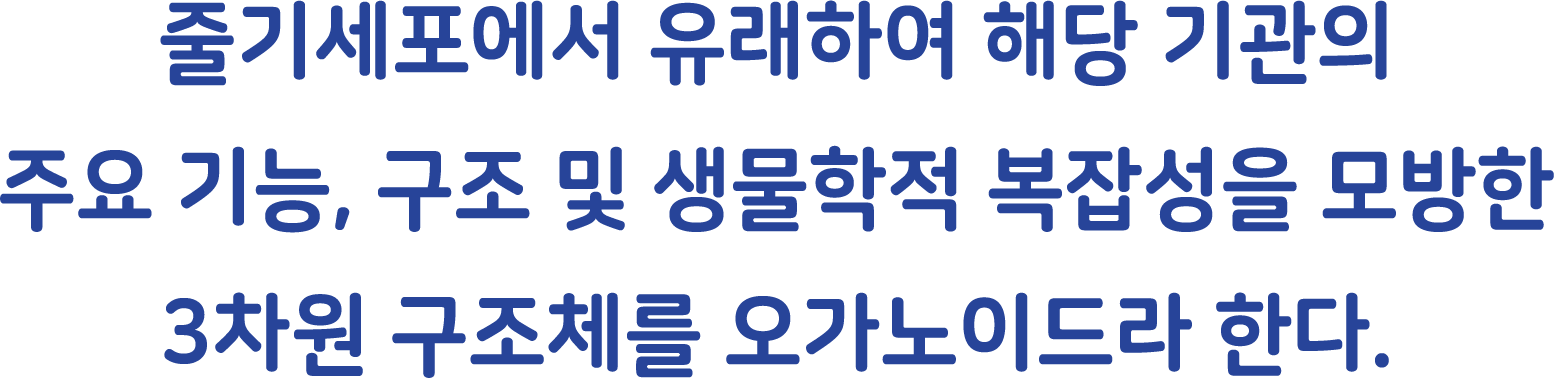 줄기세포에서 유래하여 해당 기관의
주요 기능, 구조 및 생물학적 복잡성을 모방한
3차원 구조체를 오가노이드라 한다.